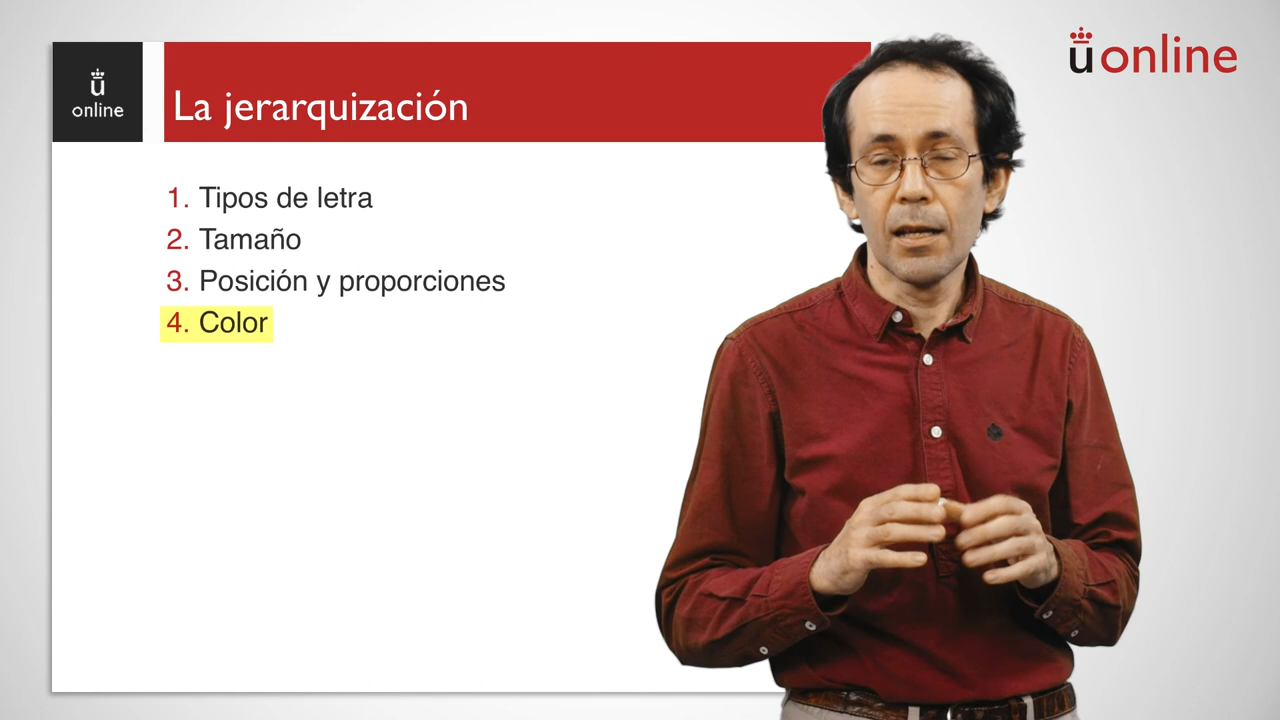 ü
online
La jerarquización
üonline
1. Tipos de letra
2. Tamaño
3. Posición y proporciones
4. Color